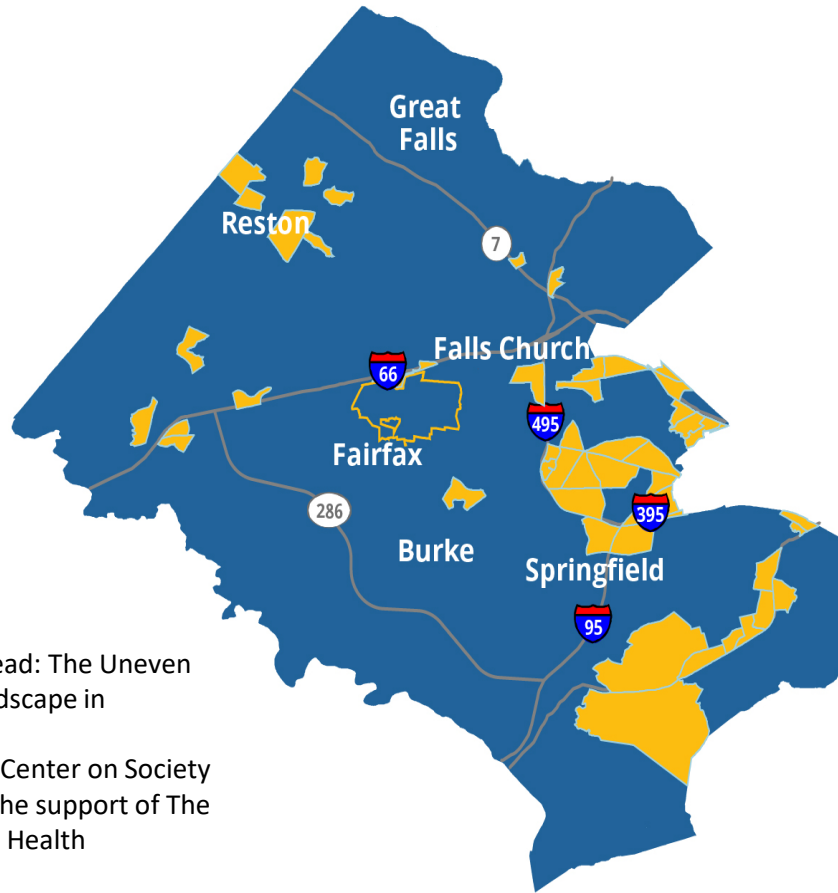 Great
Falls
Reston
7
Falls Church
66
495
Fairfax
286
395
Burke
Springfield
95
ead: The Uneven
dscape in
Center on Society
he support of The
Health